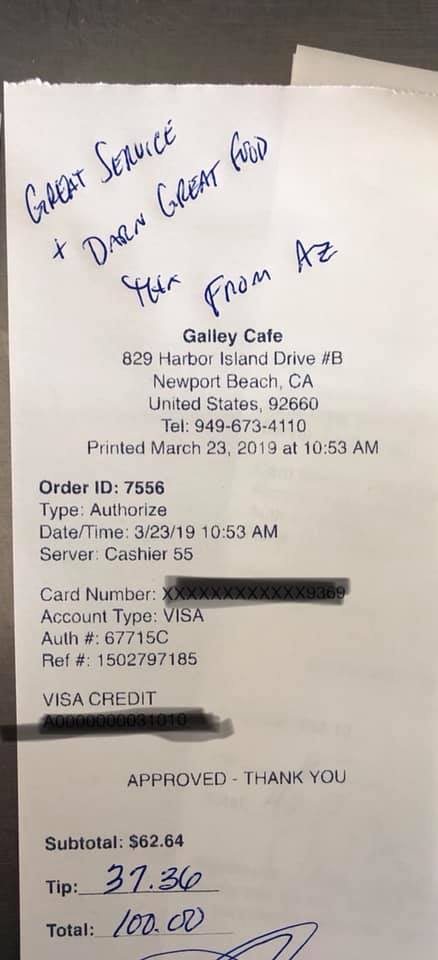 GREAT SERVICE
+ DARN GREAT FOOD
THX FROM AZ
Galley Cafe
829 Harbor Island Drive #B
Newport Beach, CA
United States, 92660
Tel: 949-673-4110
Printed March 23, 2019 at 10:53 AM
Order ID: 7556
Type: Authorize
Date/Time: 3/23/19 10:53 AM
Server: Cashier 55
Card Number: XXXXXXXXXXXX9369
Account Type: VISA
Auth #: 67715C
Ref #: 1502797185
VISA CREDIT
A0000000031010
APPROVED - THANK YOU
Subtotal: $62.64
Tip: 37.36
Total: 100.00